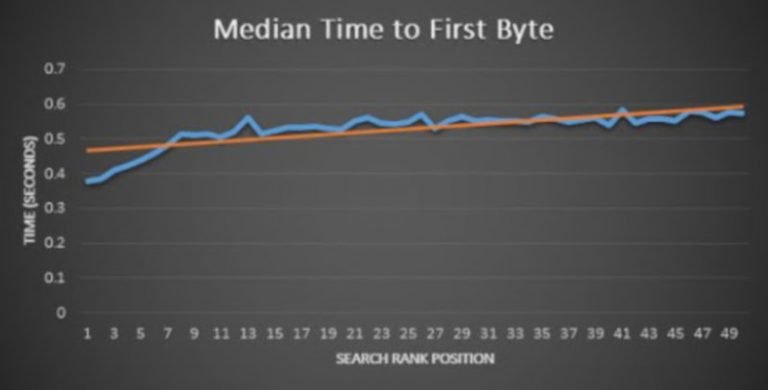 Median Time to First Byte
0.7
0.6
0.5
0.4
0.3
0.2
0.1
0
TIME (SECONDS)
1 3 5 7 9 11 13 15 17 19 21 23 25 27 29 31 33 35 37 39 41 43 45 47 49
SEARCH RANK POSITION